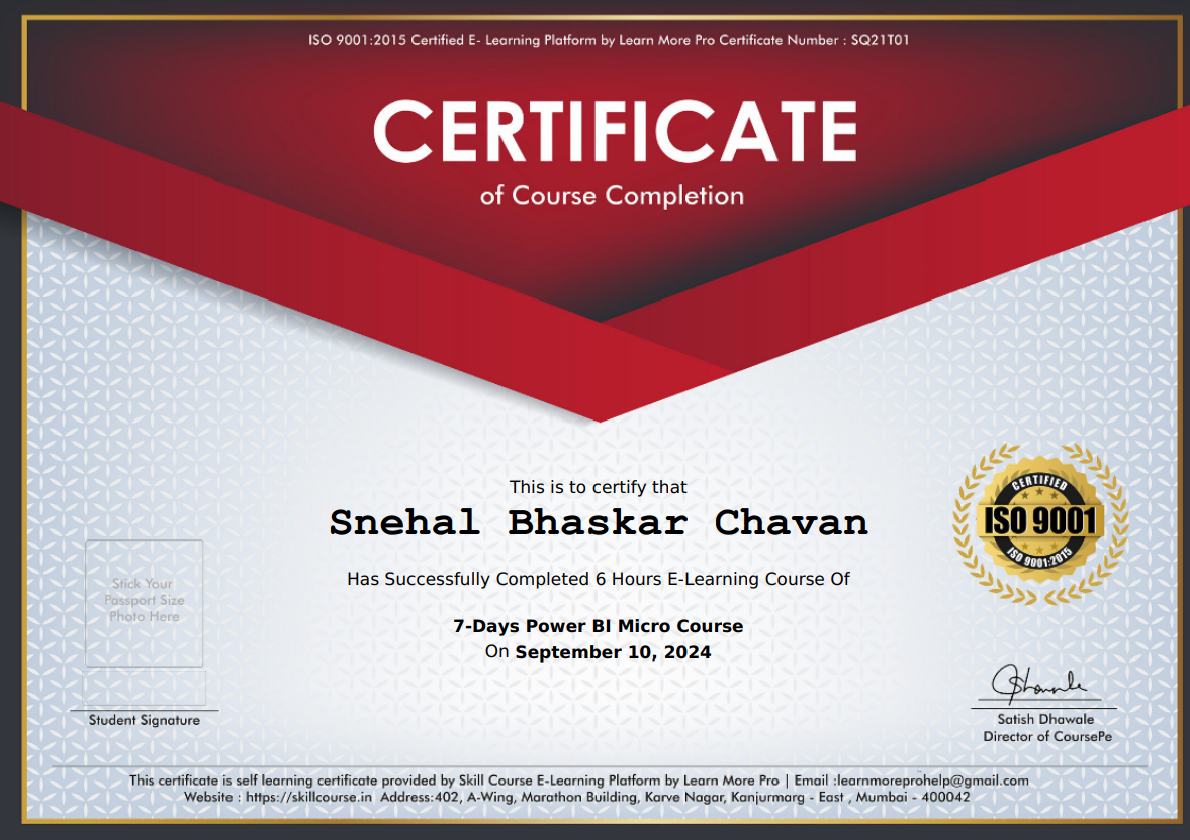 ISO 9001:2015 Certified E- Learning Platform by Learn More Pro Certificate Number : SQ21T01
CERTIFICATE
of Course Completion
This is to certify that
Snehal Bhaskar Chavan
Has Successfully Completed 6 Hours E-Learning Course Of
7-Days Power BI Micro Course
On September 10, 2024
CERTIFIED
ISO 9001
ISO 9001:2015
Stick Your
Passport Size
Photo Here
Student Signature
Satish Dhawale
Director of CoursePe
This certificate is self learning certificate provided by Skill Course E-Learning Platform by Learn More Pro | Email :learnmoreprohelp@gmail.com
Website : https://skillcourse.in Address:402, A-Wing, Marathon Building, Karve Nagar, Kanjurmarg - East , Mumbai - 400042